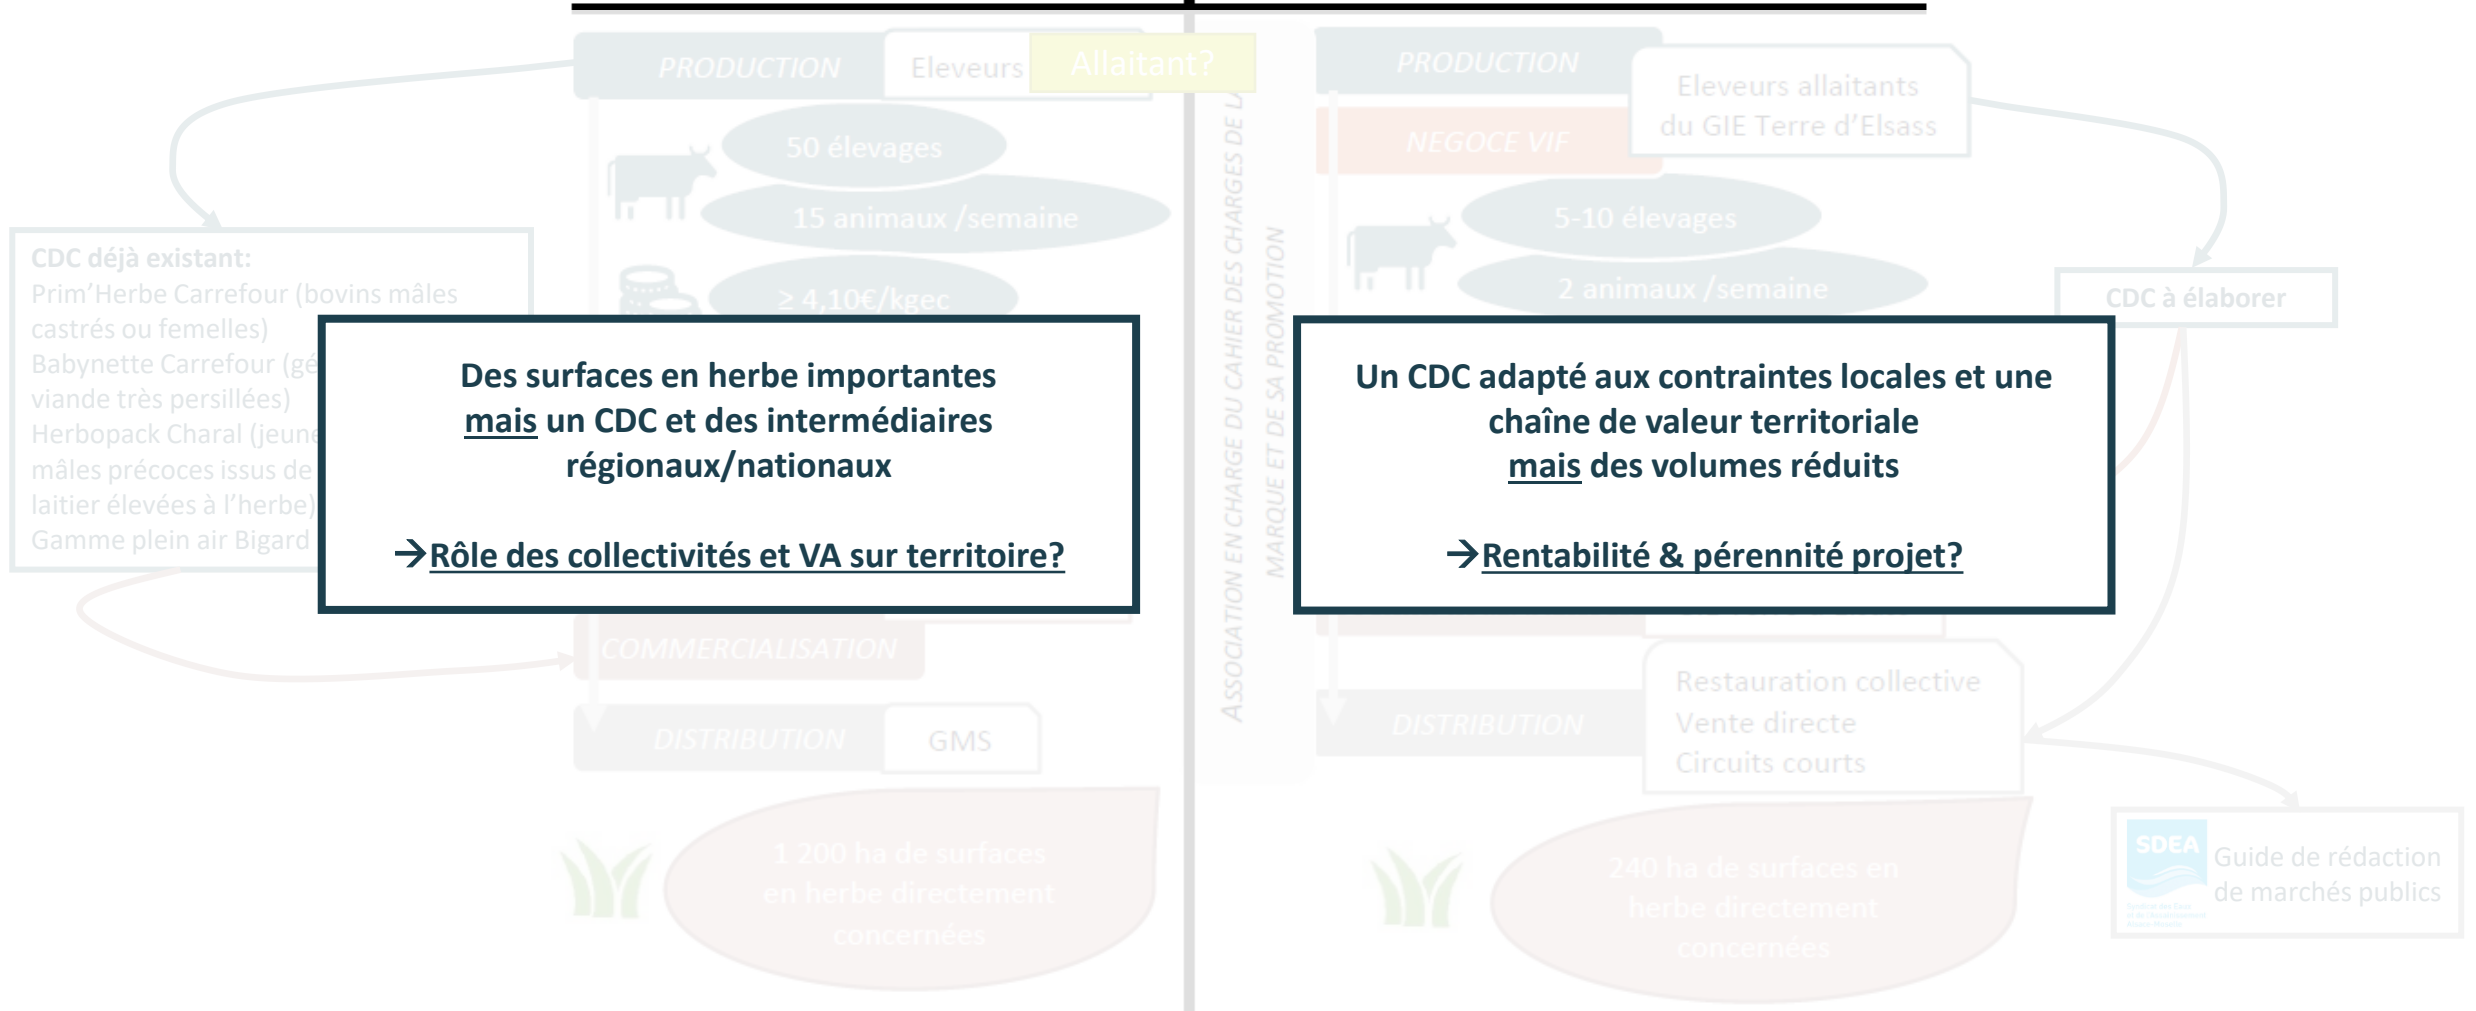 PRODUCTION
Eleveurs
Allaitant?
50 élevages
15 animaux /semaine
≥ 4,10€/kgec
CDC déjà existant:
Prim'Herbe Carrefour (bovins mâles
castrés ou femelles)
Babynette Carrefour (gé
viande très persillées)
Herbopack Charal (jeune
mâles précoces issus de
laitier élevées à l'herbe)
Gamme plein air Bigard
Des surfaces en herbe importantes
mais un CDC et des intermédiaires
régionaux/nationaux
→Rôle des collectivités et VA sur territoire?
COMMERCIALISATION
DISTRIBUTION
GMS
1 200 ha de surfaces
en herbe directement
concernées
ASSOCIATION EN CHARGE DU CAHIER DES CHARGES DE LA
MARQUE ET DE SA PROMOTION
PRODUCTION
NEGOCE VIF
Eleveurs allaitants
du GIE Terre d'Elsass
5-10 élevages
2 animaux /semaine
CDC à élaborer
Un CDC adapté aux contraintes locales et une
chaîne de valeur territoriale
mais des volumes réduits
→Rentabilité & pérennité projet?
DISTRIBUTION
Restauration collective
Vente directe
Circuits courts
240 ha de surfaces en
herbe directement
concernées
SDEA
Guide de rédaction
de marchés publics